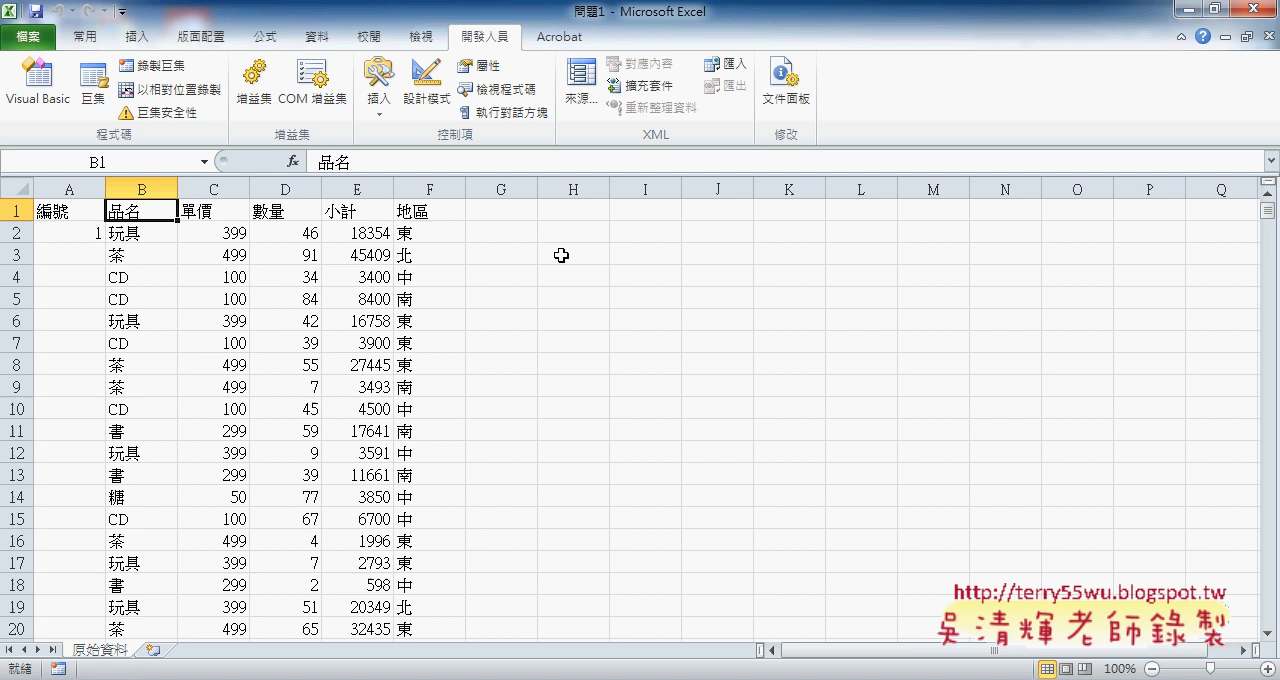 問題1 - Microsoft Excel
檔案 常用 插入 版面配置 公式 資料 校閱 檢視 開發人員 Acrobat
Visual Basic 巨集 錄製巨集 以相對位置錄製 巨集安全性
增益集 COM 增益集
插入 設計模式 屬性 檢視程式碼 執行對話方塊
來源... 對應內容 擴充套件 重新整理資料 匯入 匯出
文件面板
程式碼 增益集 控制項 XML 修改
B1 fx 品名
A B C D E F G H I J K L M N O P Q
1 編號 品名 單價 數量 小計 地區
2 1 玩具 399 46 18354 東
3 茶 499 91 45409 北
4 CD 100 34 3400 中
5 CD 100 84 8400 南
6 玩具 399 42 16758 東
7 CD 100 39 3900 東
8 茶 499 55 27445 東
9 茶 499 7 3493 南
10 CD 100 45 4500 中
11 書 299 59 17641 南
12 玩具 399 9 3591 中
13 書 299 39 11661 南
14 糖 50 77 3850 中
15 CD 100 67 6700 中
16 茶 499 4 1996 東
17 玩具 399 7 2793 東
18 書 299 2 598 中
19 玩具 399 51 20349 北
20 茶 499 65 32435 東
http://terry55wu.blogspot.tw
吳清輝老師錄製
原始資料
就緒 100%